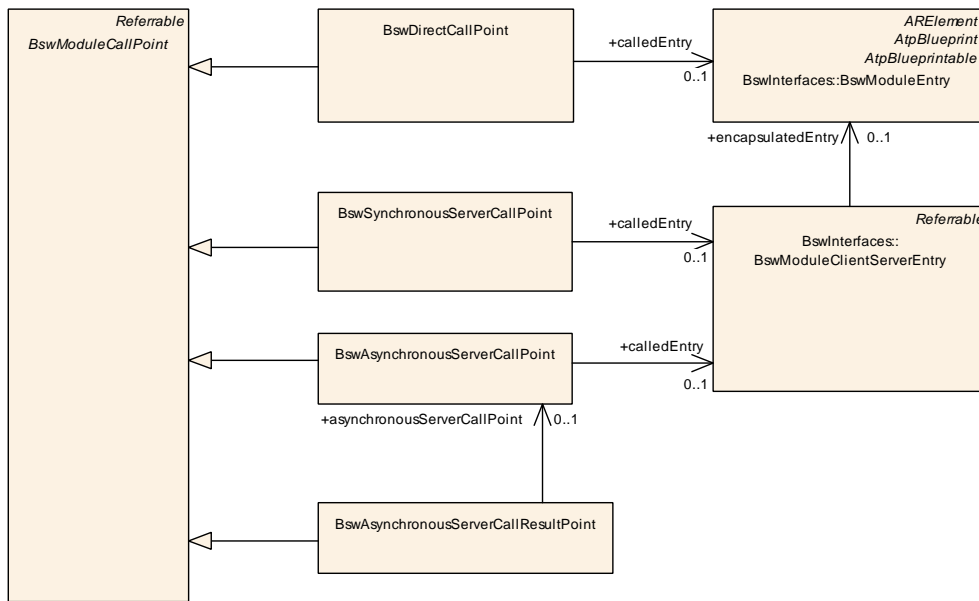 Referrable
BswModuleCallPoint
BswDirectCallPoint
+calledEntry
0..1
ARElement
AtpBlueprint
AtpBlueprintable
BswInterfaces::BswModuleEntry
+encapsulatedEntry
0..1
BswSynchronousServerCallPoint
+calledEntry
0..1
Referrable
BswInterfaces::
BswModuleClientServerEntry
BswAsynchronousServerCallPoint
+calledEntry
0..1
+asynchronousServerCallPoint
0..1
BswAsynchronousServerCallResultPoint